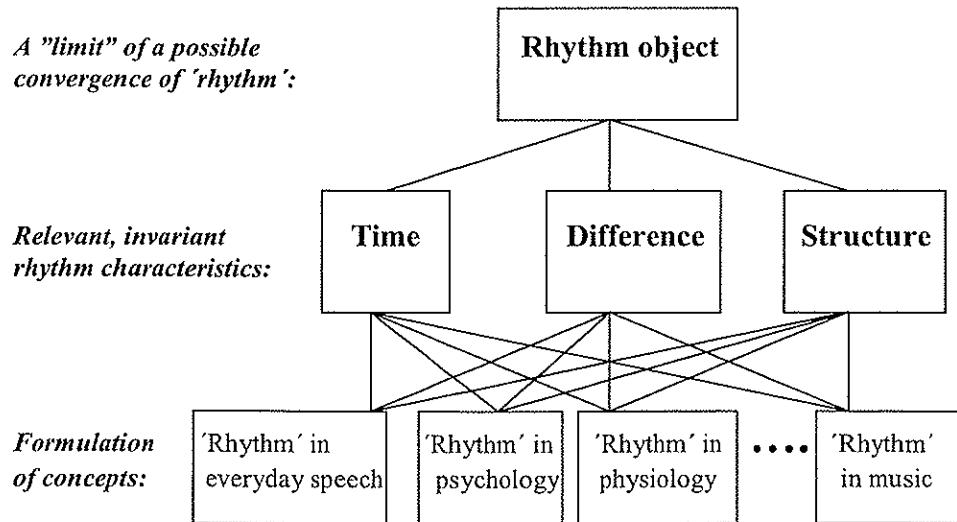 A ”limit” of a possible
convergence of ´rhythm´:
Rhythm object
Relevant, invariant
rhythm characteristics:
Time
Difference
Structure
Formulation
of concepts:
´Rhythm´ in
everyday speech
´Rhythm´ in
psychology
´Rhythm´ in
physiology
••••
´Rhythm´
in music